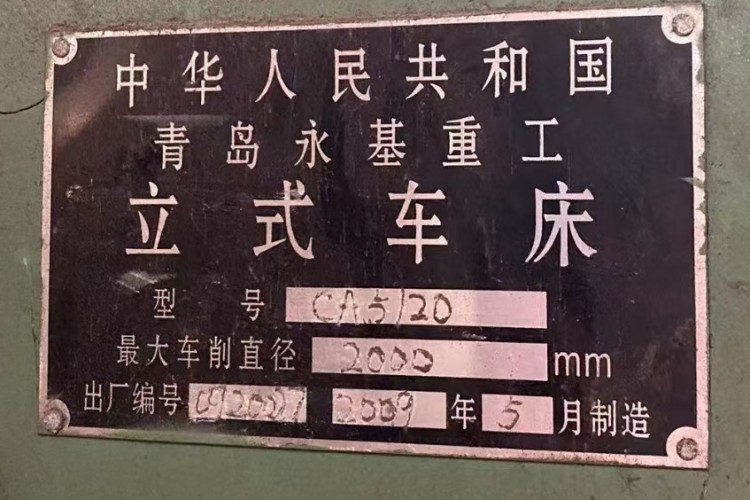 中华人民共和国
青岛永基重工
立式车床
型号 CA5120
最大车削直径 2000 mm
出厂编号 092007 2009 年 5 月制造